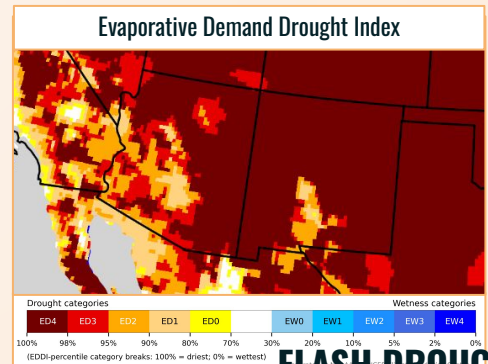 Evaporative Demand Drought Index
Drought categories Wetness categories
ED4 ED3 ED2 ED1 ED0 EW0 EW1 EW2 EW3 EW4
100% 98% 95% 90% 80% 70% 30% 20% 10% 5% 2% 0%
(EDDI-percentile category breaks: 100% = driest; 0% = wettest)